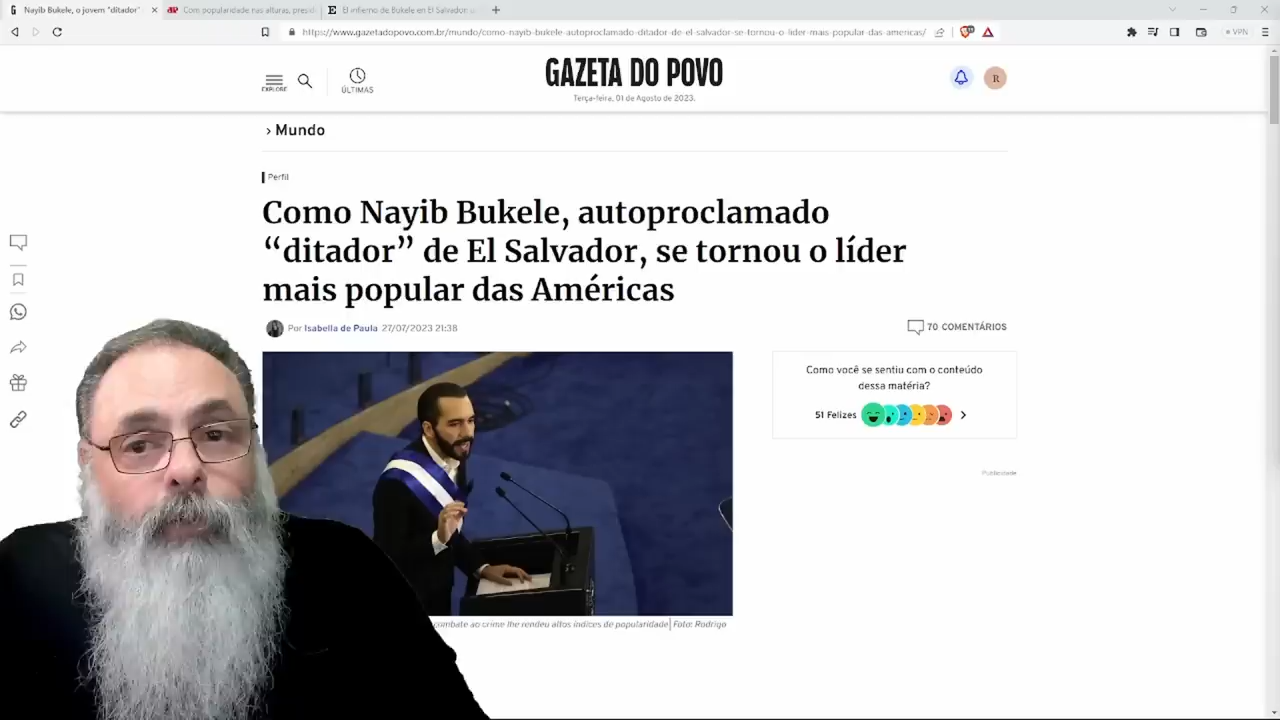 Nayib Bukele, o jovem "ditador"
Com popularidade nas alturas, presid
El infierno de Bukele en El Salvador
https://www.gazetadopovo.com.br/mundo/como-nayib-bukele-autoproclamado-ditador-de-el-salvador-se-tornou-o-lider-mais-popular-das-americas/
VPN
EXPLORE
ÚLTIMAS
GAZETA DO POVO
Terça-feira, 01 de Agosto de 2023.
R
› Mundo
Perfil
Como Nayib Bukele, autoproclamado
“ditador” de El Salvador, se tornou o líder
mais popular das Américas
Por Isabella de Paula 27/07/2023 21:38
70 COMENTÁRIOS
Como você se sentiu com o conteúdo
dessa matéria?
51 Felizes
Publicidade
combate ao crime lhe rendeu altos índices de popularidade| Foto: Rodrigo